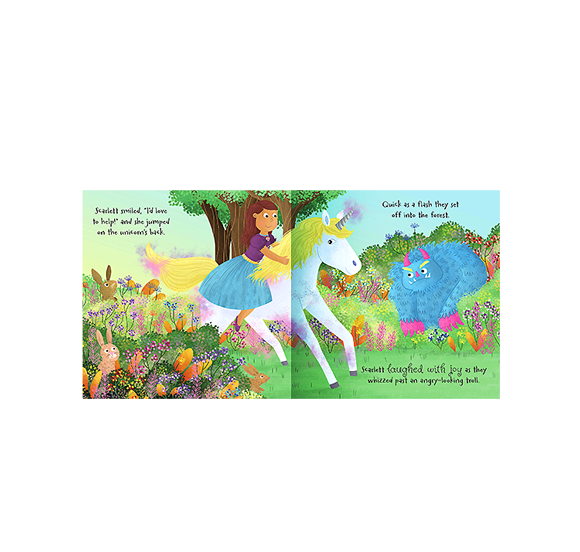 Scarlett smiled, "I'd love
to help!" and she jumped
on the unicorn's back.
Quick as a flash they set
off into the forest.
Scarlett laughed with joy as they
whizzed past an angry-looking troll.